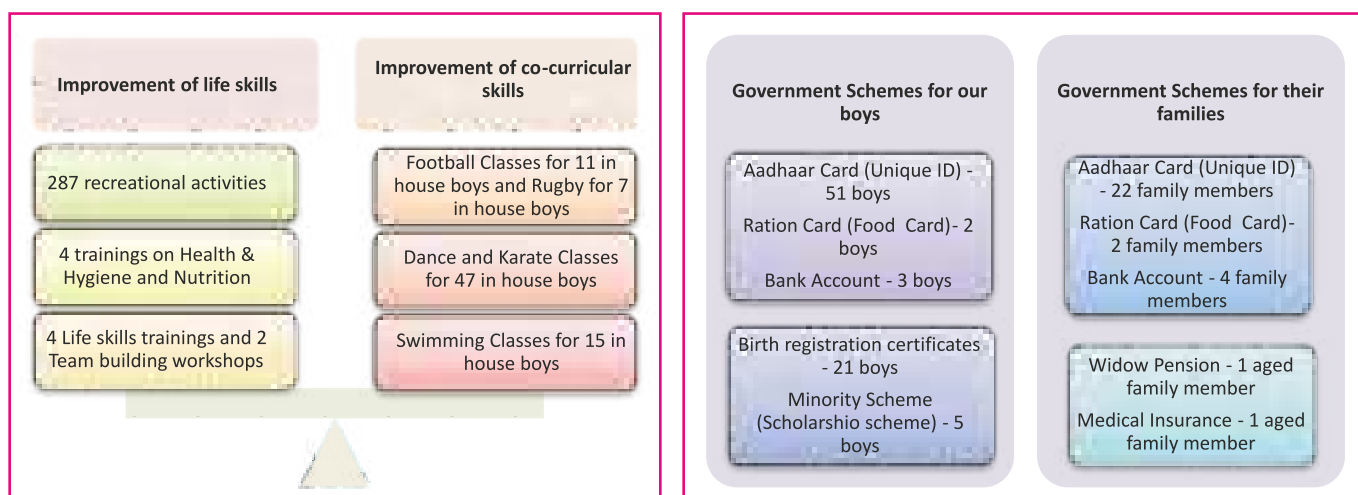 Improvement of life skills
287 recreational activities
4 trainings on Health &
Hygiene and Nutrition
4 Life skills trainings and 2
Team building workshops
Improvement of co-curricular
skills
Football Classes for 11 in
house boys and Rugby for 7
in house boys
Dance and Karate Classes
for 47 in house boys
Swimming Classes for 15 in
house boys
Government Schemes for our
boys
Aadhaar Card (Unique ID) -
51 boys
Ration Card (Food  Card)- 2
boys
Bank Account - 3 boys
Birth registration certificates
- 21 boys
Minority Scheme
(Scholarshio scheme) - 5
boys
Government Schemes for their
families
Aadhaar Card (Unique ID)
- 22 family members
Ration Card (Food  Card)-
2 family members
Bank Account - 4 family
members
Widow Pension - 1 aged
family member
Medical Insurance - 1 aged
family member